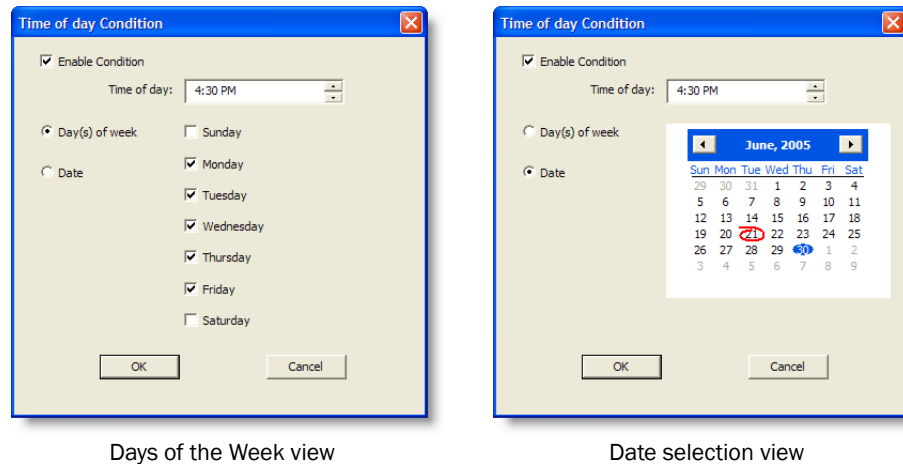 Time of day Condition
Enable Condition
Time of day: 4:30 PM
Day(s) of week
Date
Sunday
Monday
Tuesday
Wednesday
Thursday
Friday
Saturday
OK Cancel
Days of the Week view
Time of day Condition
Enable Condition
Time of day: 4:30 PM
Day(s) of week
Date
June, 2005
Sun Mon Tue Wed Thu Fri Sat
29 30 31 1 2 3 4
5 6 7 8 9 10 11
12 13 14 15 16 17 18
19 20 21 22 23 24 25
26 27 28 29 30 1 2
3 4 5 6 7 8 9
OK Cancel
Date selection view